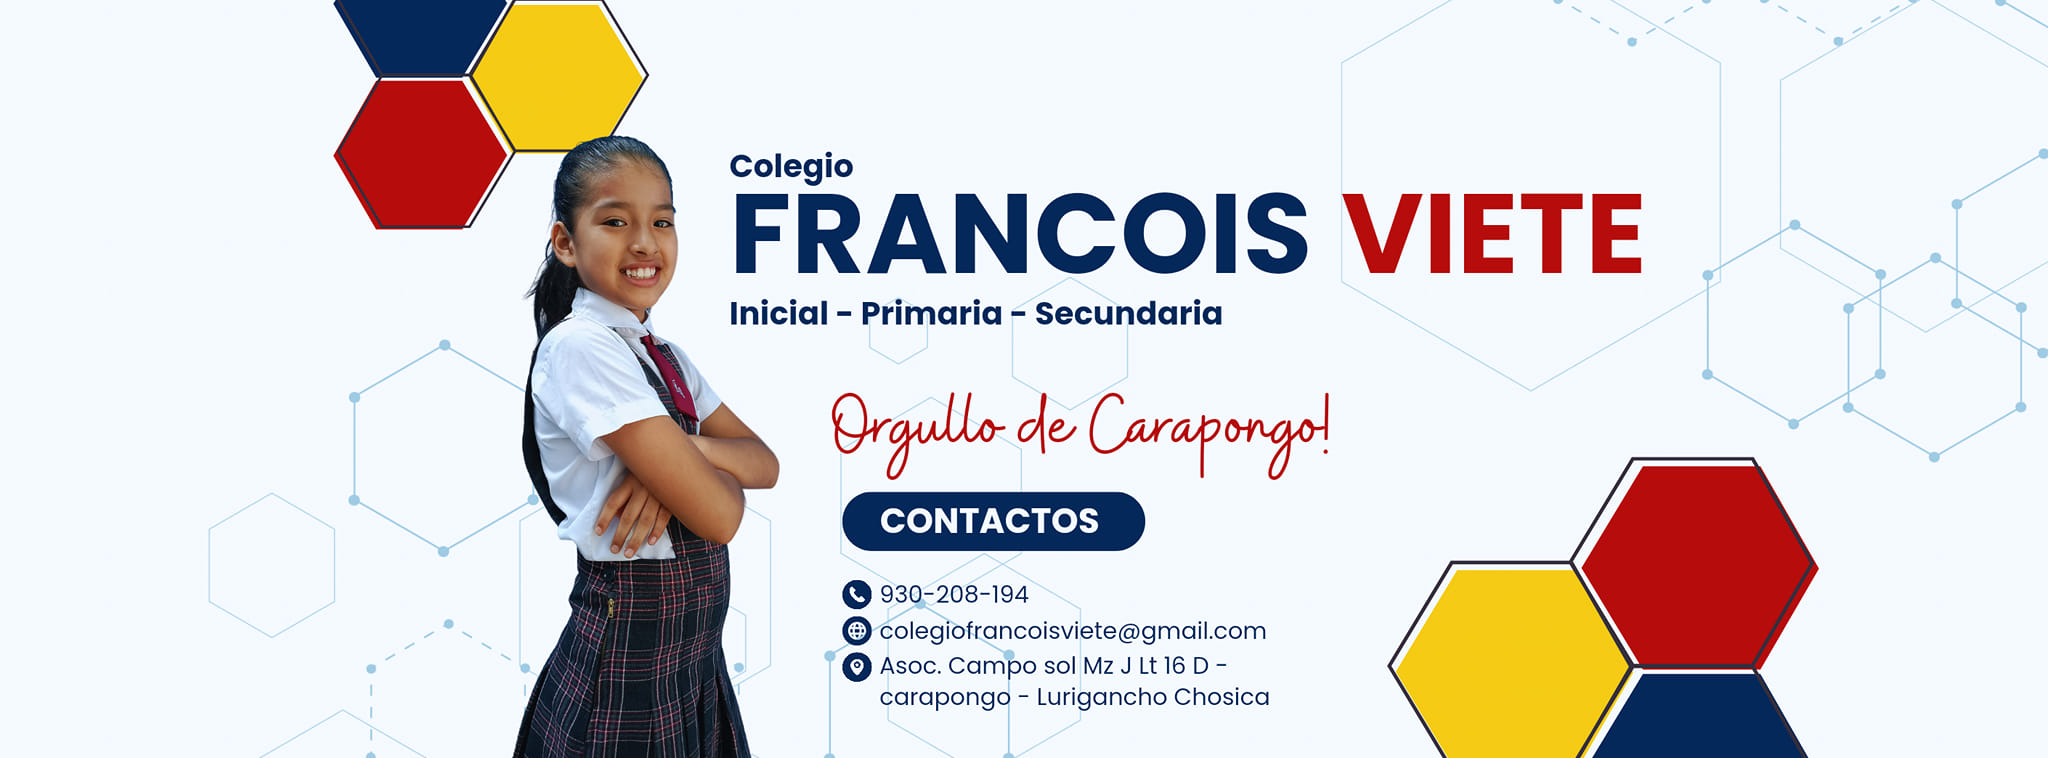 Colegio
FRANCOIS VIETE
Inicial - Primaria - Secundaria
Orgullo de Carapongo!
CONTACTOS
930-208-194
colegiofrancoisviete@gmail.com
Asoc. Campo sol Mz J Lt 16 D -
carapongo - Lurigancho Chosica